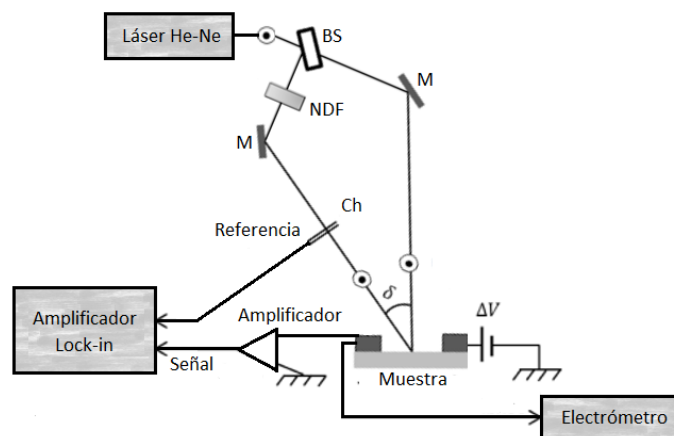 Láser He-Ne
BS
M
NDF
M
Ch
Referencia
δ
ΔV
Amplificador
Lock-in
Amplificador
Señal
Muestra
Electrómetro